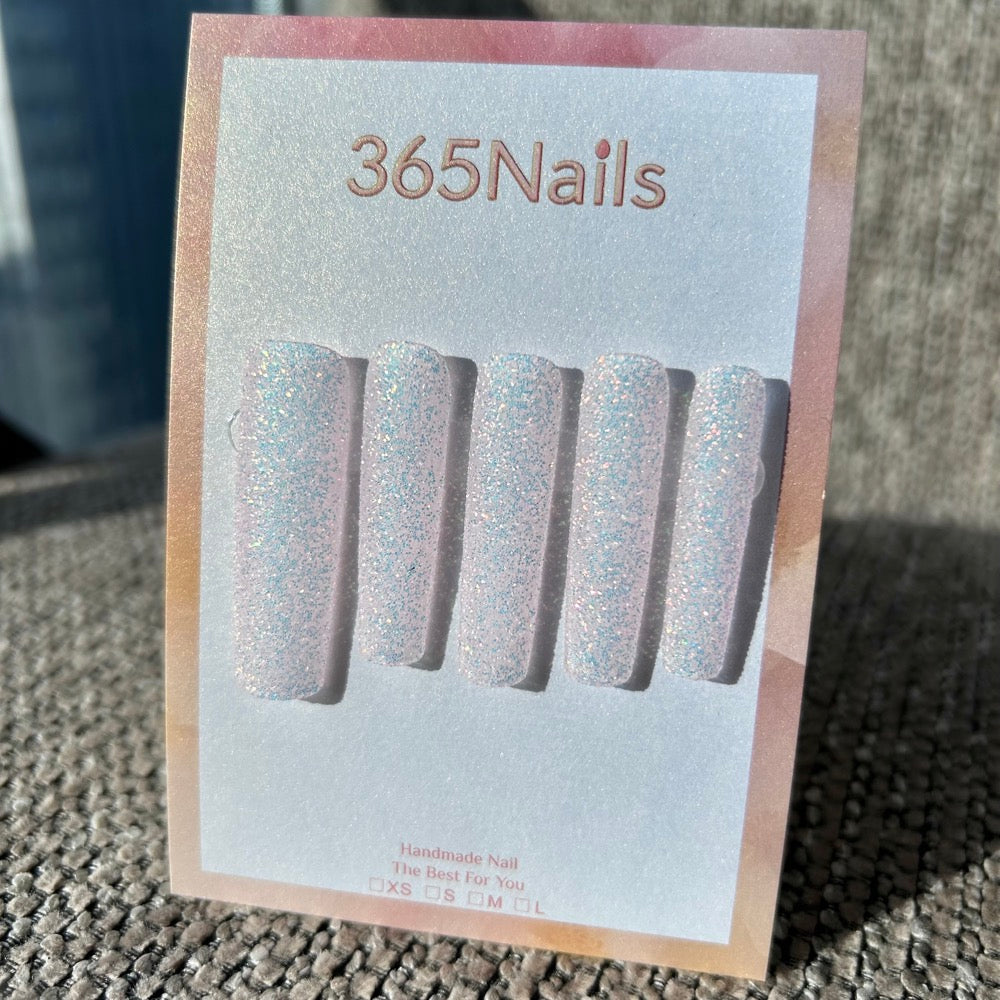 365Nails
Handmade Nail
The Best For You
☐XS ☐S ☐M ☐L